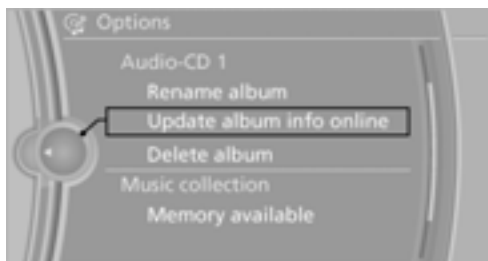 Options
Audio-CD 1
Rename album
Update album info online
Delete album
Music collection
Memory available